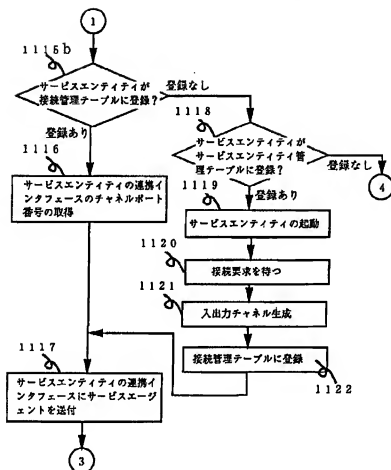 1
1115b
サービスエンティティが
接続管理テーブルに登録？
登録なし
登録あり
1116
サービスエンティティの連携イ
ンタフェースのチャネルポート
番号の取得
1118
サービスエンティティが
サービスエンティティ管
理テーブルに登録？
登録なし
4
登録あり
1119
サービスエンティティの起動
1120
接続要求を待つ
1121
入出力チャネル生成
接続管理テーブルに登録
1122
1117
サービスエンティティの連携イ
ンタフェースにサービスエージ
ェントを送付
3